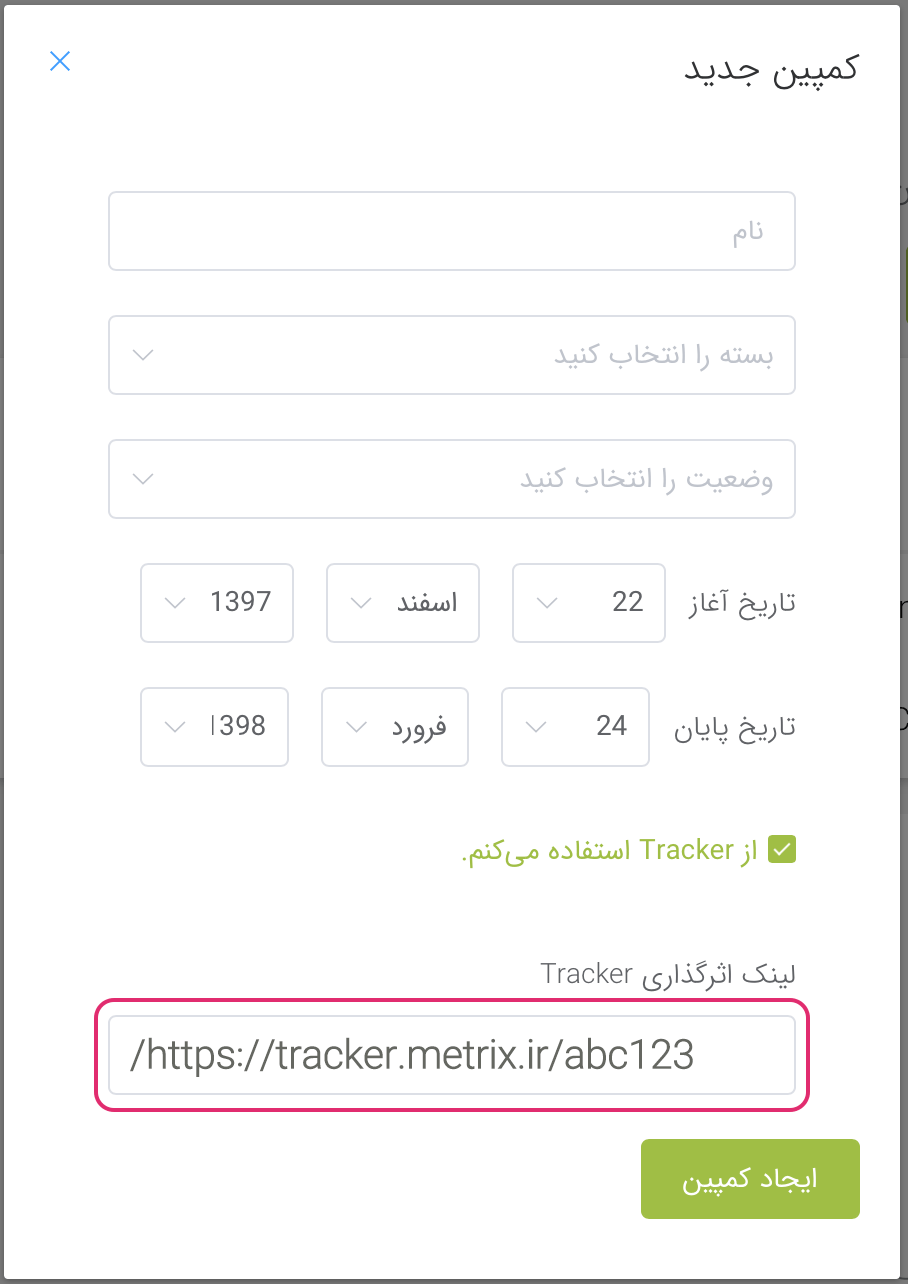 کمپین جدید
نام
بسته را انتخاب کنید
وضعیت را انتخاب کنید
تاریخ آغاز 22 اسفند 1397
تاریخ پایان 24 فرورد 1398
از Tracker استفاده می‌کنم.
لینک اثرگذاری Tracker
/https://tracker.metrix.ir/abc123
ایجاد کمپین